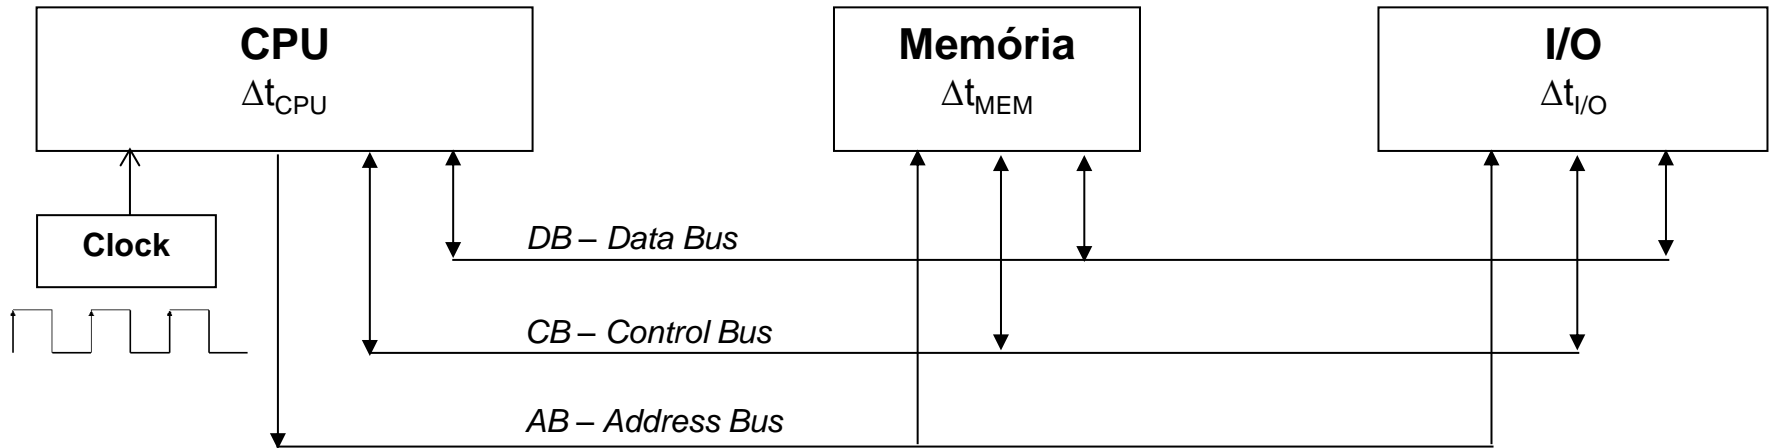 CPU
Δt_CPU
Memória
Δt_MEM
I/O
Δt_I/O
Clock
DB – Data Bus
CB – Control Bus
AB – Address Bus